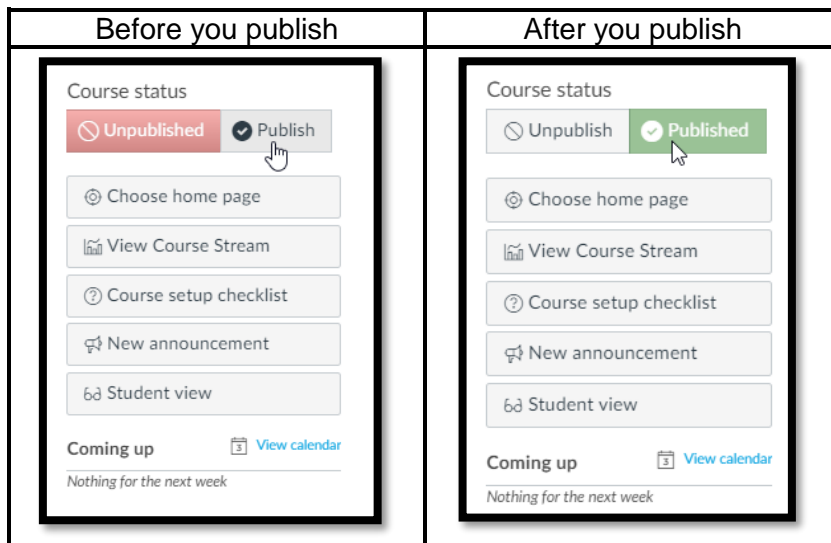 Before you publish
After you publish
Course status
Unpublished Publish
Choose home page
View Course Stream
Course setup checklist
New announcement
Student view
Coming up 3 View calendar
Nothing for the next week
Course status
Unpublish Published
Choose home page
View Course Stream
Course setup checklist
New announcement
Student view
Coming up 3 View calendar
Nothing for the next week